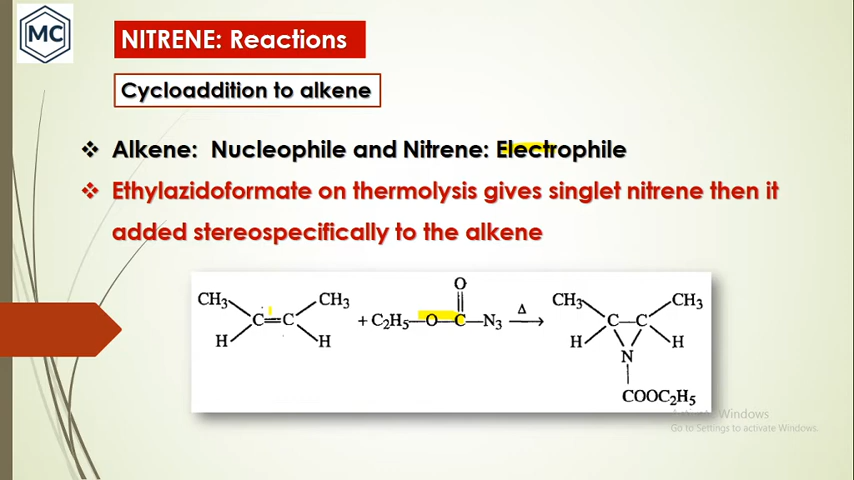 MC
NITRENE: Reactions
Cycloaddition to alkene
❖ Alkene: Nucleophile and Nitrene: Electrophile
❖ Ethylazidoformate on thermolysis gives singlet nitrene then it
added stereospecifically to the alkene
O
CH₃ CH₃ Δ CH₃ CH₃
C=C + C₂H₅—O—C—N₃ → C—C
H H H H
N
COOC₂H₅
Activate Windows
Go to Settings to activate Windows.